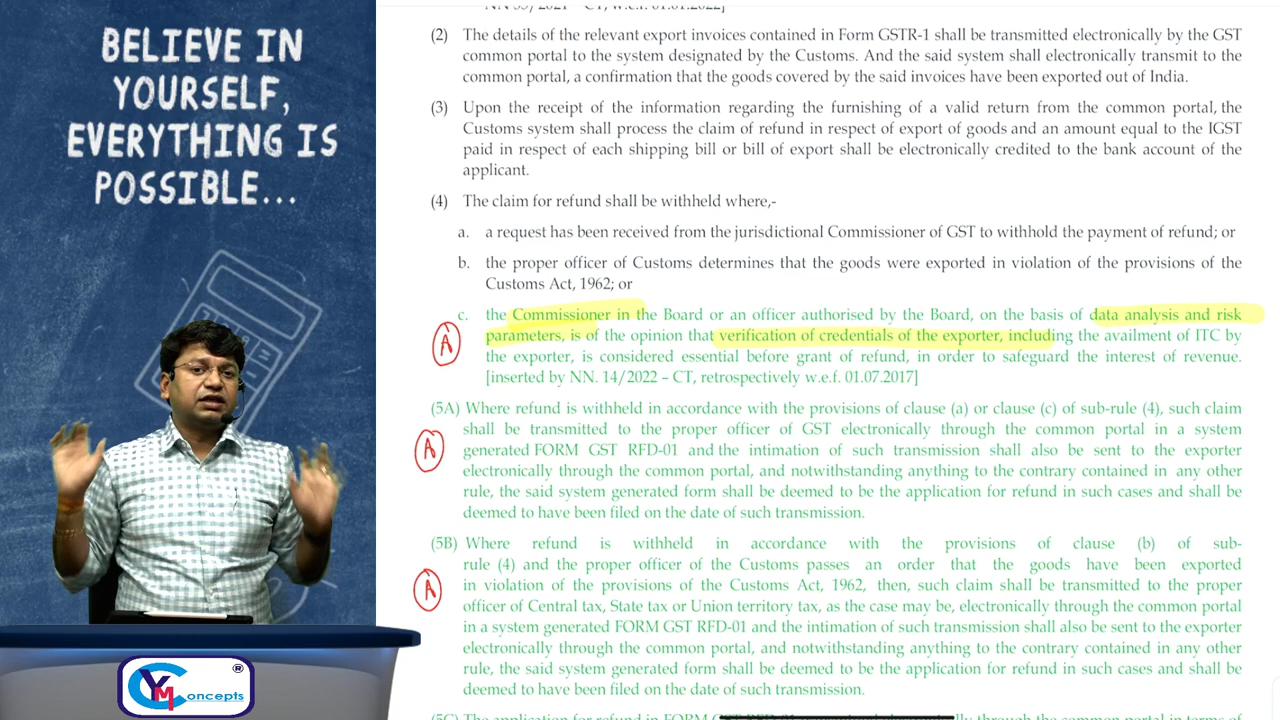 BELIEVE IN
YOURSELF,
EVERYTHING IS
POSSIBLE...
NN 35/2021 – CT, w.e.f. 01.01.2022]
(2) The details of the relevant export invoices contained in Form GSTR-1 shall be transmitted electronically by the GST
common portal to the system designated by the Customs. And the said system shall electronically transmit to the
common portal, a confirmation that the goods covered by the said invoices have been exported out of India.
(3) Upon the receipt of the information regarding the furnishing of a valid return from the common portal, the
Customs system shall process the claim of refund in respect of export of goods and an amount equal to the IGST
paid in respect of each shipping bill or bill of export shall be electronically credited to the bank account of the
applicant.
(4) The claim for refund shall be withheld where,-
a. a request has been received from the jurisdictional Commissioner of GST to withhold the payment of refund; or
b. the proper officer of Customs determines that the goods were exported in violation of the provisions of the
Customs Act, 1962; or
c. the Commissioner in the Board or an officer authorised by the Board, on the basis of data analysis and risk
parameters, is of the opinion that verification of credentials of the exporter, including the availment of ITC by
A
the exporter, is considered essential before grant of refund, in order to safeguard the interest of revenue.
[inserted by NN. 14/2022 – CT, retrospectively w.e.f. 01.07.2017]
(5A) Where refund is withheld in accordance with the provisions of clause (a) or clause (c) of sub-rule (4), such claim
shall be transmitted to the proper officer of GST electronically through the common portal in a system
A
generated FORM GST RFD-01 and the intimation of such transmission shall also be sent to the exporter
electronically through the common portal, and notwithstanding anything to the contrary contained in any other
rule, the said system generated form shall be deemed to be the application for refund in such cases and shall be
deemed to have been filed on the date of such transmission.
(5B) Where refund is withheld in accordance with the provisions of clause (b) of sub-
rule (4) and the proper officer of the Customs passes an order that the goods have been exported
in violation of the provisions of the Customs Act, 1962, then, such claim shall be transmitted to the proper
A
officer of Central tax, State tax or Union territory tax, as the case may be, electronically through the common portal
in a system generated FORM GST RFD-01 and the intimation of such transmission shall also be sent to the exporter
electronically through the common portal, and notwithstanding anything to the contrary contained in any other
rule, the said system generated form shall be deemed to be the application for refund in such cases and shall be
deemed to have been filed on the date of such transmission.
(5C) The application for refund in FORM
CYM oncepts ®